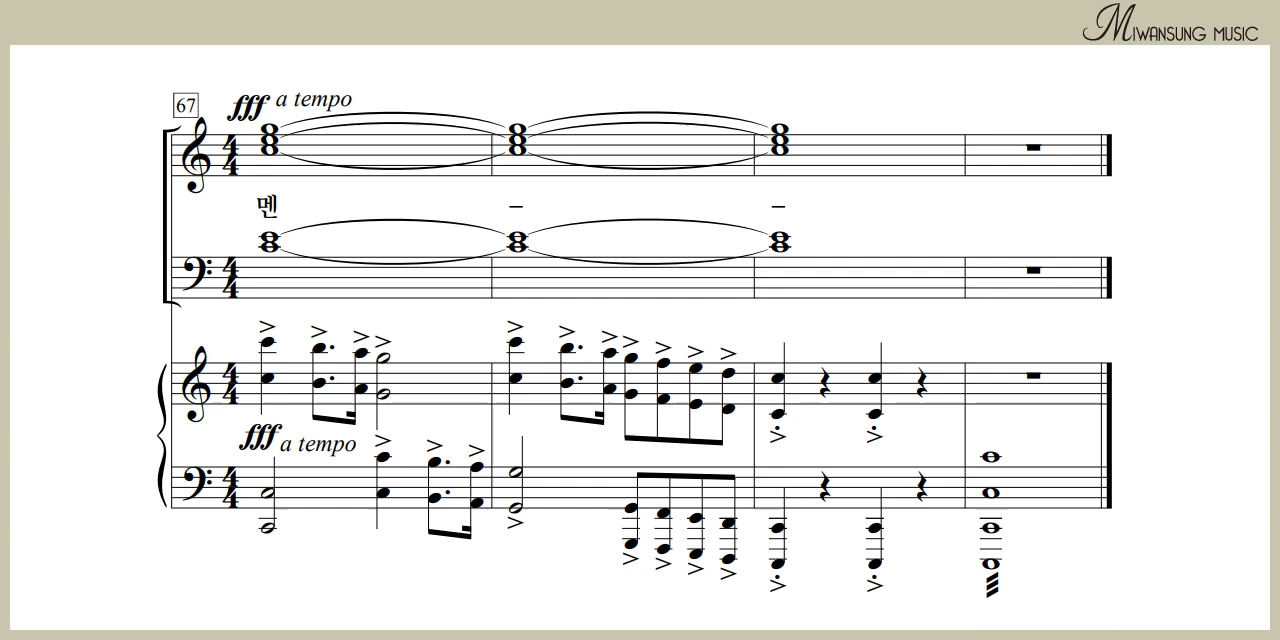 Miwansung Music
67 fff a tempo
멘 – –
fff a tempo